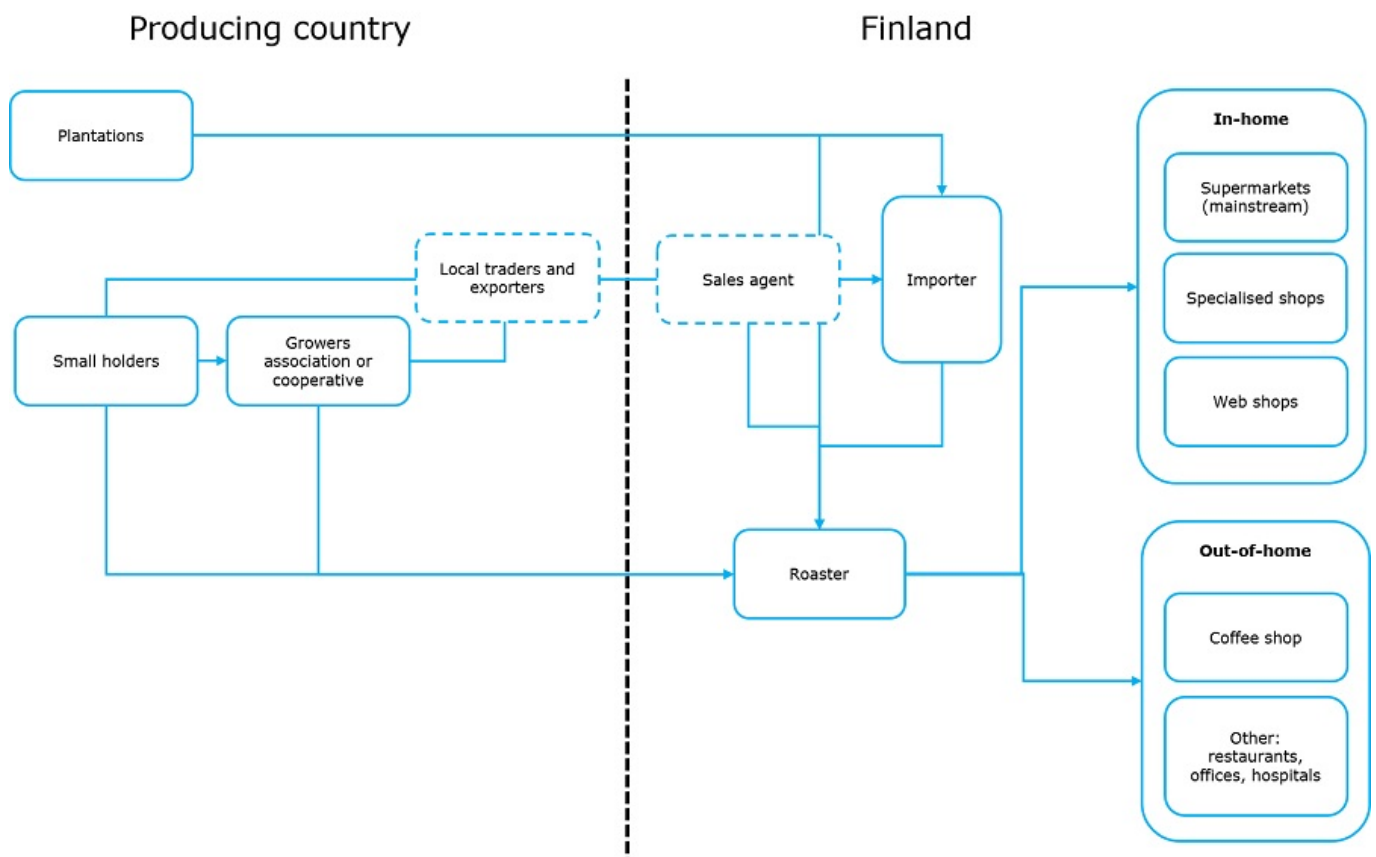 Producing country
Finland
Plantations
Local traders and
exporters
Sales agent
Importer
Small holders
Growers
association or
cooperative
Roaster
In-home
Supermarkets
(mainstream)
Specialised shops
Web shops
Out-of-home
Coffee shop
Other:
restaurants,
offices, hospitals